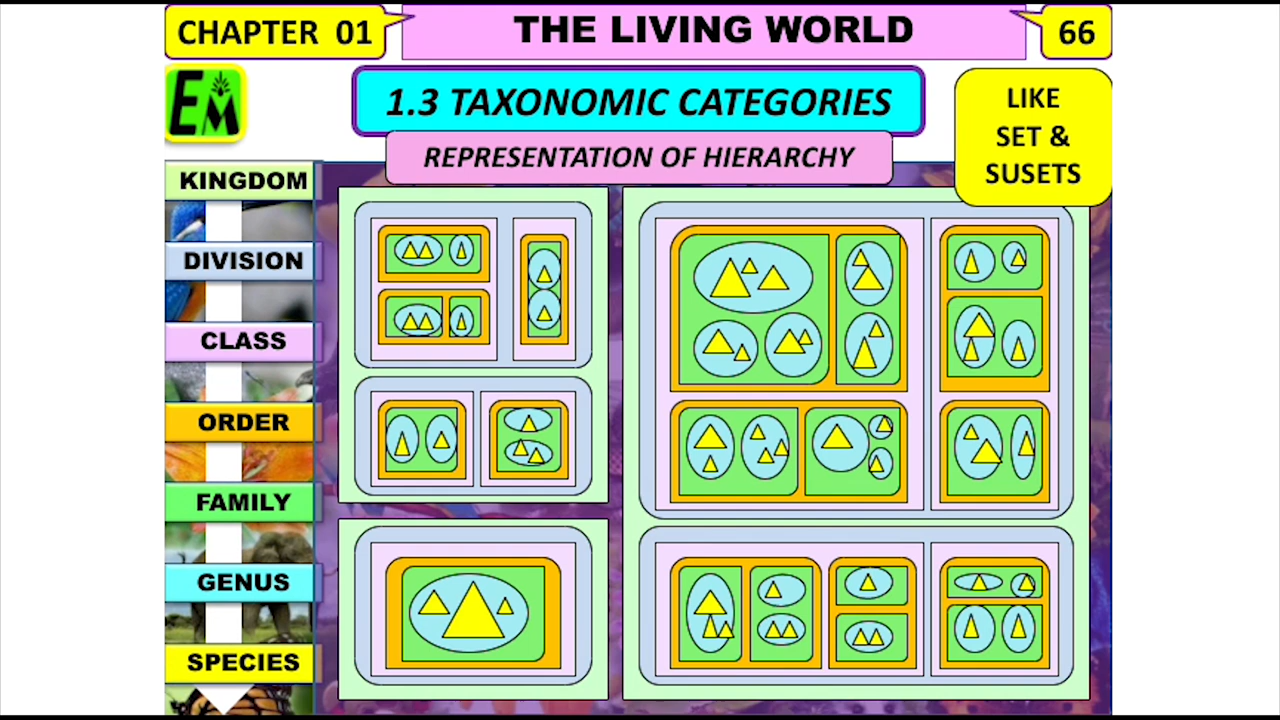 CHAPTER 01
THE LIVING WORLD
66
EM
1.3 TAXONOMIC CATEGORIES
REPRESENTATION OF HIERARCHY
LIKE
SET &
SUSETS
KINGDOM
DIVISION
CLASS
ORDER
FAMILY
GENUS
SPECIES